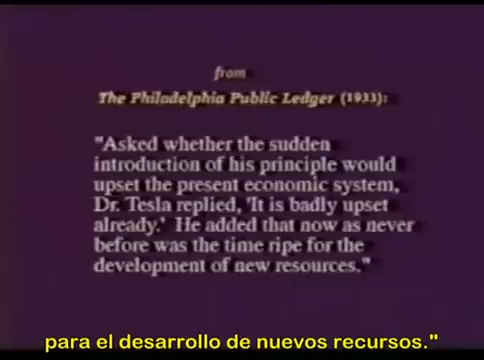 from
The Philadelphia Public Ledger (1933):
"Asked whether the sudden
introduction of his principle would
upset the present economic system,
Dr. Tesla replied, 'It is badly upset
already.' He added that now as never
before was the time ripe for the
development of new resources."
para el desarrollo de nuevos recursos."